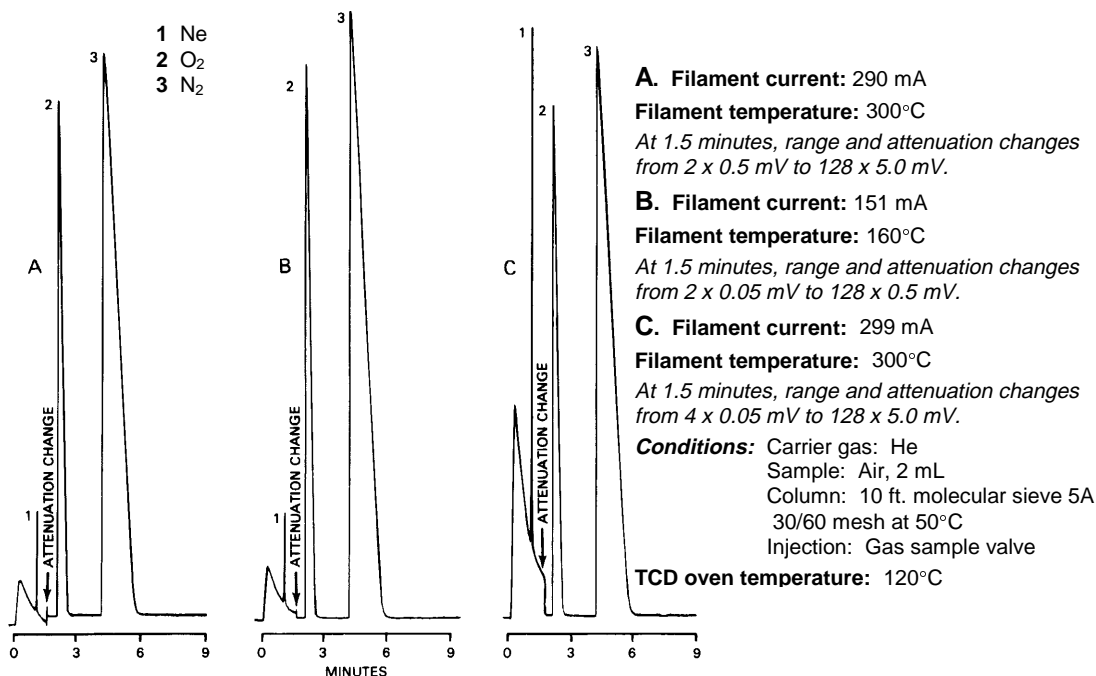 1 Ne
2 O₂
3 N₂
2
3
1
A
ATTENUATION CHANGE
0 3 6 9
2
3
1
B
ATTENUATION CHANGE
0 3 6 9
MINUTES
1
2
3
C
ATTENUATION CHANGE
0 3 6 9
A. Filament current: 290 mA
Filament temperature: 300°C
At 1.5 minutes, range and attenuation changes
from 2 x 0.5 mV to 128 x 5.0 mV.
B. Filament current: 151 mA
Filament temperature: 160°C
At 1.5 minutes, range and attenuation changes
from 2 x 0.05 mV to 128 x 0.5 mV.
C. Filament current: 299 mA
Filament temperature: 300°C
At 1.5 minutes, range and attenuation changes
from 4 x 0.05 mV to 128 x 5.0 mV.
Conditions: Carrier gas: He
Sample: Air, 2 mL
Column: 10 ft. molecular sieve 5A
30/60 mesh at 50°C
Injection: Gas sample valve
TCD oven temperature: 120°C